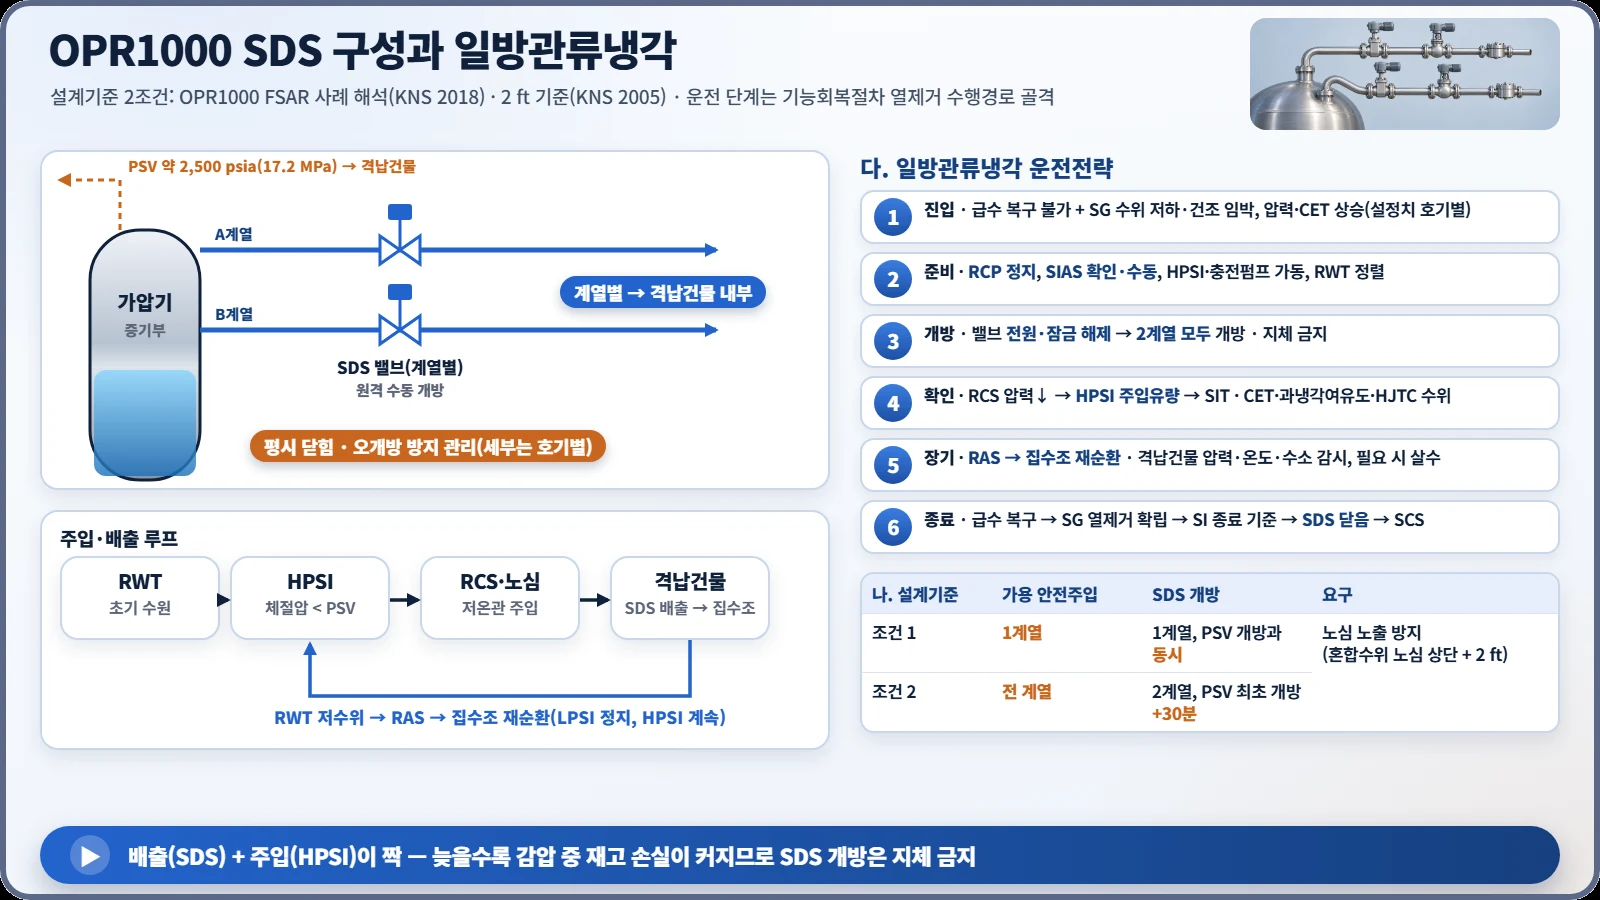 OPR1000 SDS 구성과 일방관류냉각
설계기준 2조건: OPR1000 FSAR 사례 해석(KNS 2018) · 2 ft 기준(KNS 2005) · 운전 단계는 기능회복절차 열제거 수행경로 골격
PSV 약 2,500 psia(17.2 MPa) → 격납건물
A계열
B계열
가압기
증기부
계열별 → 격납건물 내부
SDS 밸브(계열별)
원격 수동 개방
평시 닫힘 · 오개방 방지 관리(세부는 호기별)
주입·배출 루프
RWT
초기 수원
HPSI
체절압 < PSV
RCS·노심
저온관 주입
격납건물
SDS 배출 → 집수조
RWT 저수위 → RAS → 집수조 재순환(LPSI 정지, HPSI 계속)
다. 일방관류냉각 운전전략
1 진입 · 급수 복구 불가 + SG 수위 저하·건조 임박, 압력·CET 상승(설정치 호기별)
2 준비 · RCP 정지, SIAS 확인·수동, HPSI·충전펌프 가동, RWT 정렬
3 개방 · 밸브 전원·잠금 해제 → 2계열 모두 개방 · 지체 금지
4 확인 · RCS 압력↓ → HPSI 주입유량 → SIT · CET·과냉각여유도·HJTC 수위
5 장기 · RAS → 집수조 재순환 · 격납건물 압력·온도·수소 감시, 필요 시 살수
6 종료 · 급수 복구 → SG 열제거 확립 → SI 종료 기준 → SDS 닫음 → SCS
나. 설계기준 가용 안전주입 SDS 개방 요구
조건 1 1계열 1계열, PSV 개방과 동시 노심 노출 방지
(혼합수위 노심 상단 + 2 ft)
조건 2 전 계열 2계열, PSV 최초 개방
+30분
배출(SDS) + 주입(HPSI)이 짝 — 늦을수록 감압 중 재고 손실이 커지므로 SDS 개방은 지체 금지